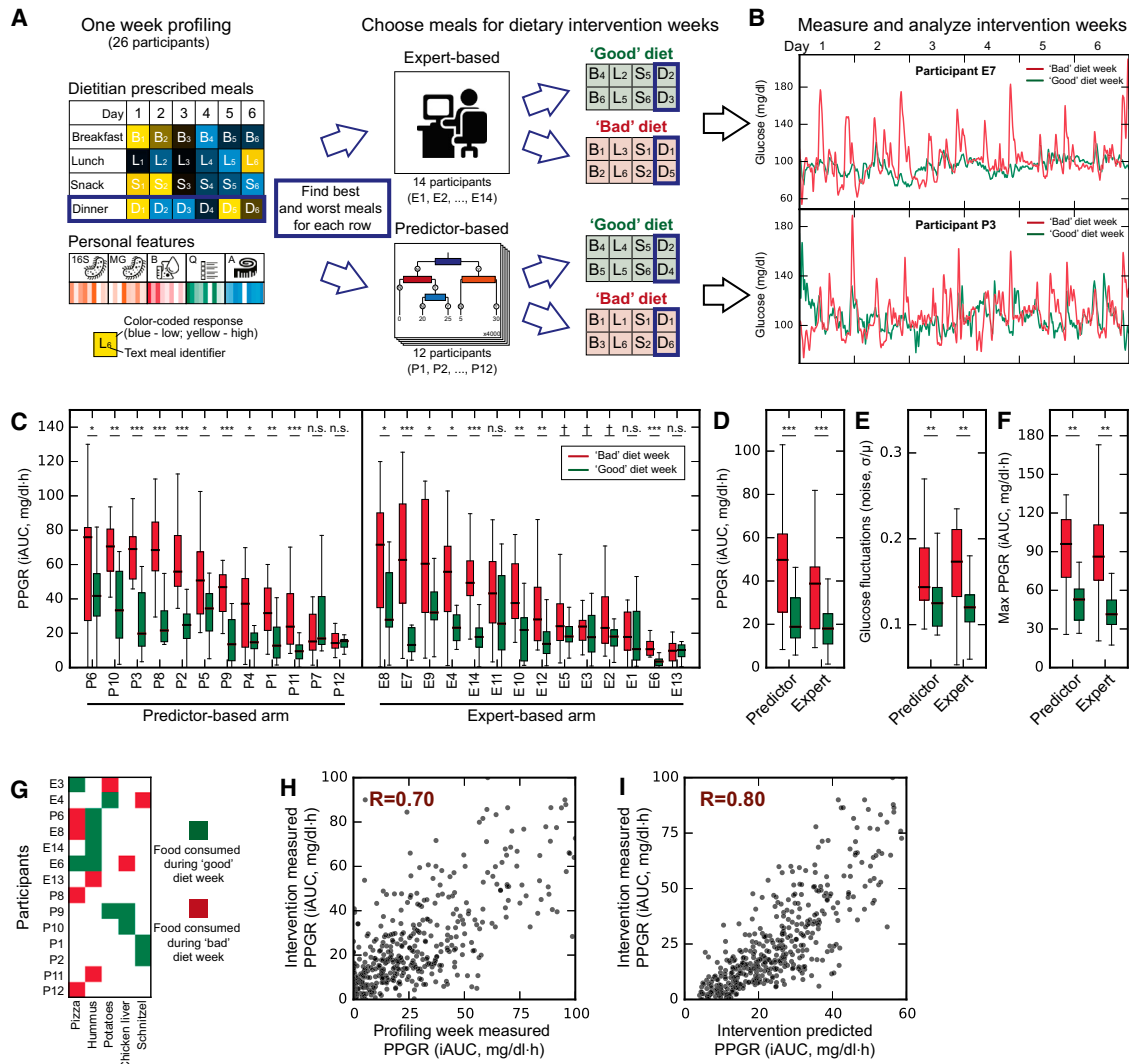 A
One week profiling
(26 participants)
Dietitian prescribed meals
Day 1 2 3 4 5 6
Breakfast B1 B2 B3 B4 B5 B6
Lunch L1 L2 L3 L4 L5 L6
Snack S1 S2 S3 S4 S5 S6
Dinner D1 D2 D3 D4 D5 D6
Personal features
16S MG B Q A
Color-coded response
(blue - low; yellow - high)
L6
Text meal identifier
Find best
and worst meals
for each row
Choose meals for dietary intervention weeks
Expert-based
14 participants
(E1, E2, ..., E14)
Predictor-based
0 20 25 5 30
x4000
12 participants
(P1, P2, ..., P12)
'Good' diet
B4 L2 S5 D2
B6 L5 S6 D3
'Bad' diet
B1 L3 S1 D1
B2 L6 S2 D5
'Good' diet
B4 L4 S5 D2
B5 L5 S6 D4
'Bad' diet
B1 L1 S1 D1
B3 L6 S2 D6
B
Measure and analyze intervention weeks
Day 1 2 3 4 5 6
Participant E7
'Bad' diet week
'Good' diet week
Glucose (mg/dl)
200
140
100
60
Participant P3
'Bad' diet week
'Good' diet week
Glucose (mg/dl)
180
140
100
C
PPGR (iAUC, mg/dl·h)
140
120
100
80
60
40
20
0
* ** *** *** *** * *** * ** *** n.s. n.s.
* *** * * *** n.s. ** ** † † † n.s. *** n.s.
'Bad' diet week
'Good' diet week
P6 P10 P3 P8 P2 P5 P9 P4 P1 P11 P7 P12
Predictor-based arm
E8 E7 E9 E4 E14 E11 E10 E12 E5 E3 E2 E1 E6 E13
Expert-based arm
D
PPGR (iAUC, mg/dl·h)
100
80
60
40
20
0
*** ***
Predictor
Expert
E
Glucose fluctuations (noise, σ/μ)
0.3
0.2
0.1
** **
Predictor
Expert
F
Max PPGR (iAUC, mg/dl·h)
180
150
120
90
60
30
0
** **
Predictor
Expert
G
Participants
E3
E4
P6
E8
E14
E6
E13
P8
P9
P10
P1
P2
P11
P12
Pizza
Hummus
Potatoes
Chicken liver
Schnitzel
Food consumed
during 'good'
diet week
Food consumed
during 'bad'
diet week
H
R=0.70
Intervention measured
PPGR (iAUC, mg/dl·h)
100
80
60
40
20
0
0 25 50 75 100
Profiling week measured
PPGR (iAUC, mg/dl·h)
I
R=0.80
Intervention measured
PPGR (iAUC, mg/dl·h)
100
75
50
25
0
0 20 40 60
Intervention predicted
PPGR (iAUC, mg/dl·h)